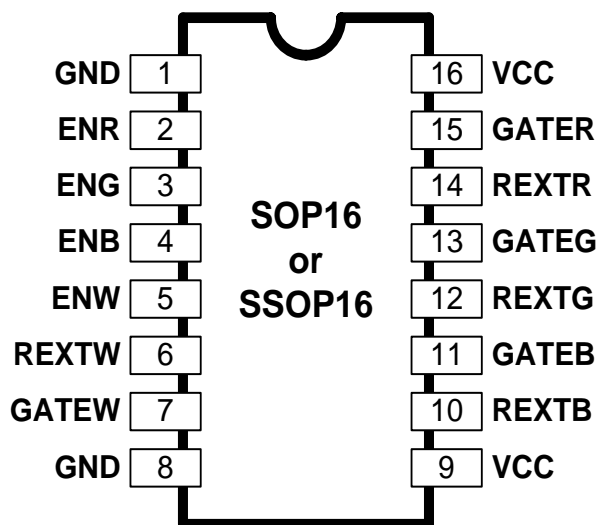 GND 1 16 VCC
ENR 2 15 GATER
ENG 3 14 REXTR
ENB 4 13 GATEG
ENW 5 12 REXTG
REXTW 6 11 GATEB
GATEW 7 10 REXTB
GND 8 9 VCC
SOP16
or
SSOP16